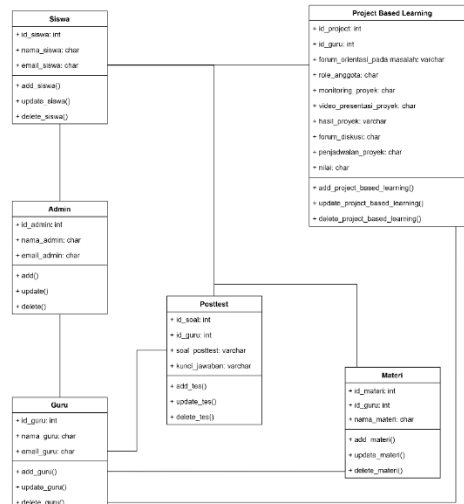 Siswa
+ id_siswa: int
+ nama_siswa: char
+ email_siswa: char
+ add_siswa()
+ update_siswa()
+ delete_siswa()
Project Based Learning
+ id_project: int
+ id_guru: int
+ forum_orientasi_pada masalah: varchar
+ role_anggota: char
+ monitoring_proyek: char
+ video_presentasi_proyek: char
+ hasil_proyek: varchar
+ forum_diskusi: char
+ penjadwalan_proyek: char
+ nilai: char
+ add_project_based_learning()
+ update_project_based_learning()
+ delete_project_based_learning()
Admin
+ id_admin: int
+ nama_admin: char
+ email_admin: char
+ add()
+ update()
+ delete()
Posttest
+ id_soal: int
+ id_guru: int
+ soal_posttest: varchar
+ kunci_jawaban: varchar
+ add_tes()
+ update_tes()
+ delete_tes()
Materi
+ id_materi: int
+ id_guru: int
+ nama_materi: char
+ add_materi()
+ update_materi()
+ delete_materi()
Guru
+ id_guru: int
+ nama_guru: char
+ email_guru: char
+ add_guru()
+ update_guru()
+ delete_guru()